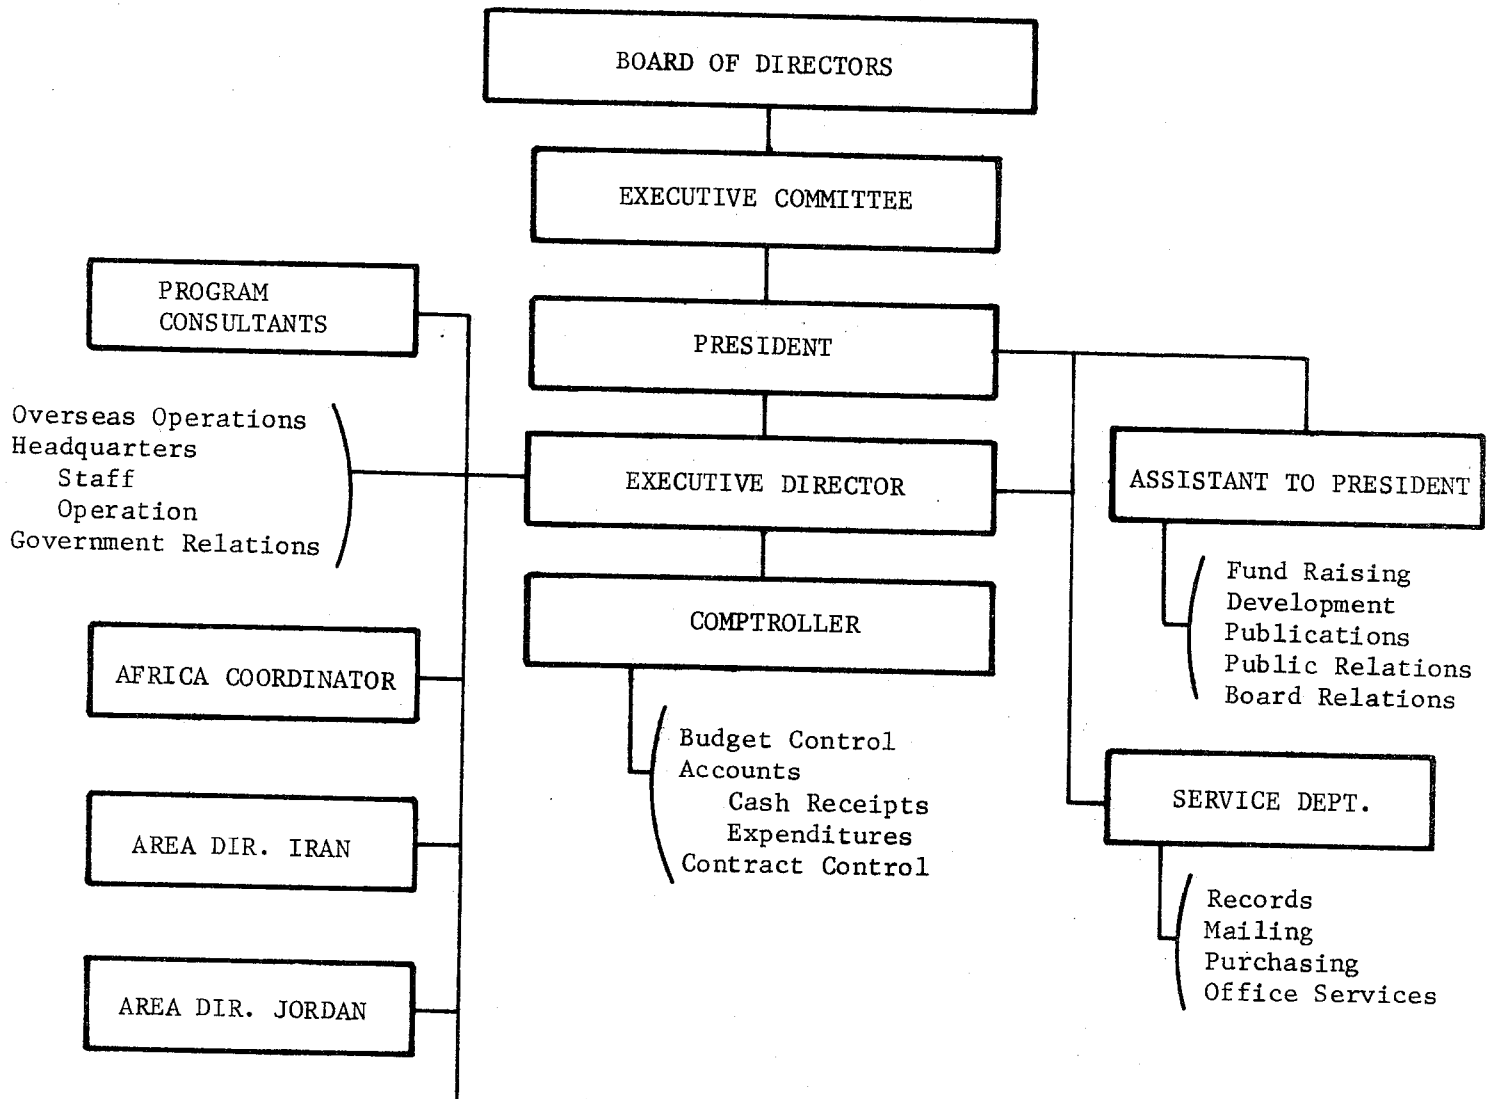 BOARD OF DIRECTORS
EXECUTIVE COMMITTEE
PROGRAM
CONSULTANTS
PRESIDENT
Overseas Operations
Headquarters
Staff
Operation
Government Relations
EXECUTIVE DIRECTOR
ASSISTANT TO PRESIDENT
Fund Raising
Development
Publications
Public Relations
Board Relations
COMPTROLLER
AFRICA COORDINATOR
Budget Control
Accounts
Cash Receipts
Expenditures
Contract Control
SERVICE DEPT.
Records
Mailing
Purchasing
Office Services
AREA DIR. IRAN
AREA DIR. JORDAN